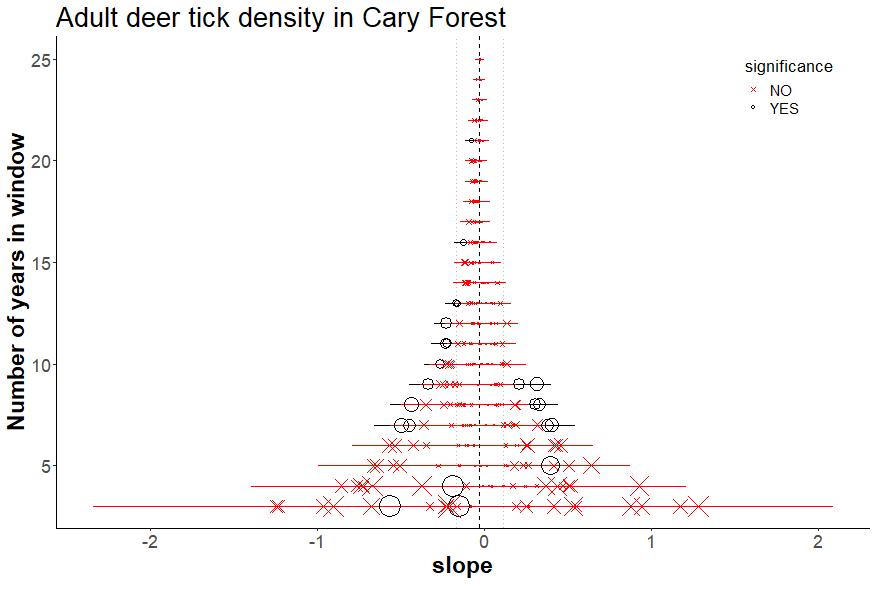 Adult deer tick density in Cary Forest
significance
NO
YES
Number of years in window
25
20
15
10
5
-2 -1 0 1 2
slope